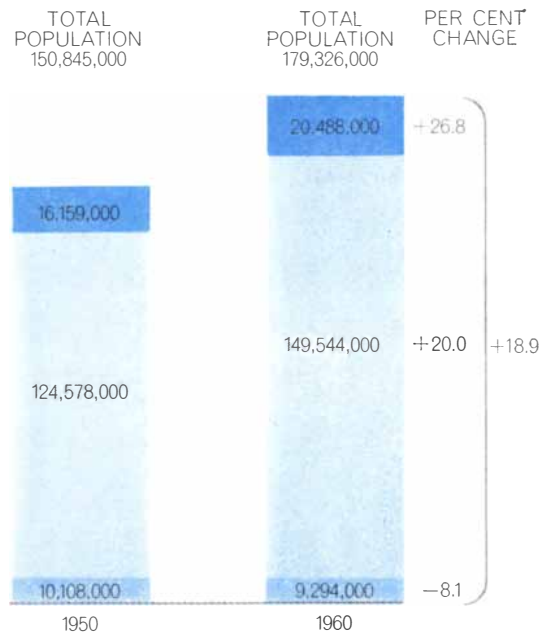 TOTAL
POPULATION
150,845,000
TOTAL
POPULATION
179,326,000
PER CENT
CHANGE
20,488,000
+26.8
16,159,000
149,544,000
+20.0
+18.9
124,578,000
10,108,000
9,294,000
—8.1
1950
1960